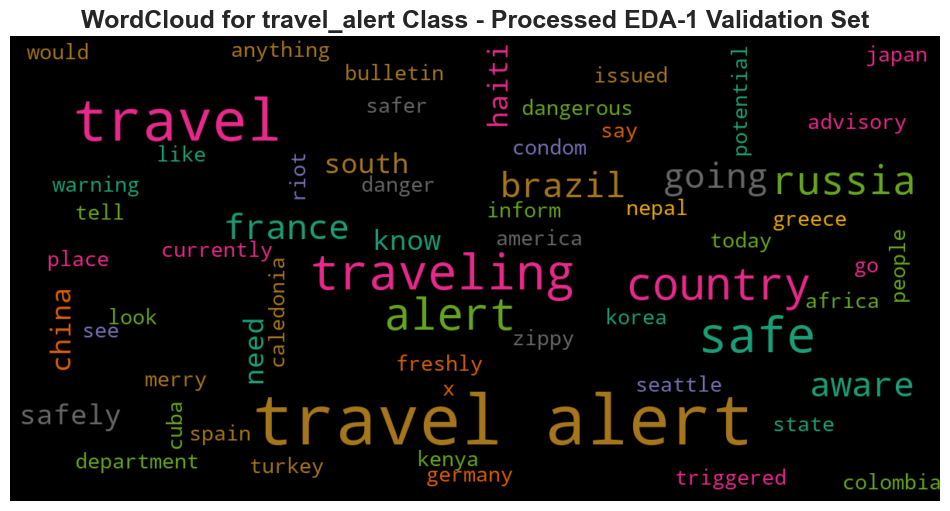 WordCloud for travel_alert Class - Processed EDA-1 Validation Set
would
anything
bulletin
haiti
issued
potential
japan
travel
safer
dangerous
say
advisory
like
riot
south
condom
going
russia
warning
danger
brazil
tell
inform
nepal
greece
france
know
america
today
people
place
currently
traveling
country
go
china
caledonia
africa
look
see
alert
korea
safe
need
zippy
freshly
merry
x
seattle
aware
safely
cuba
travel alert
state
spain
department
turkey
kenya
germany
triggered
colombia